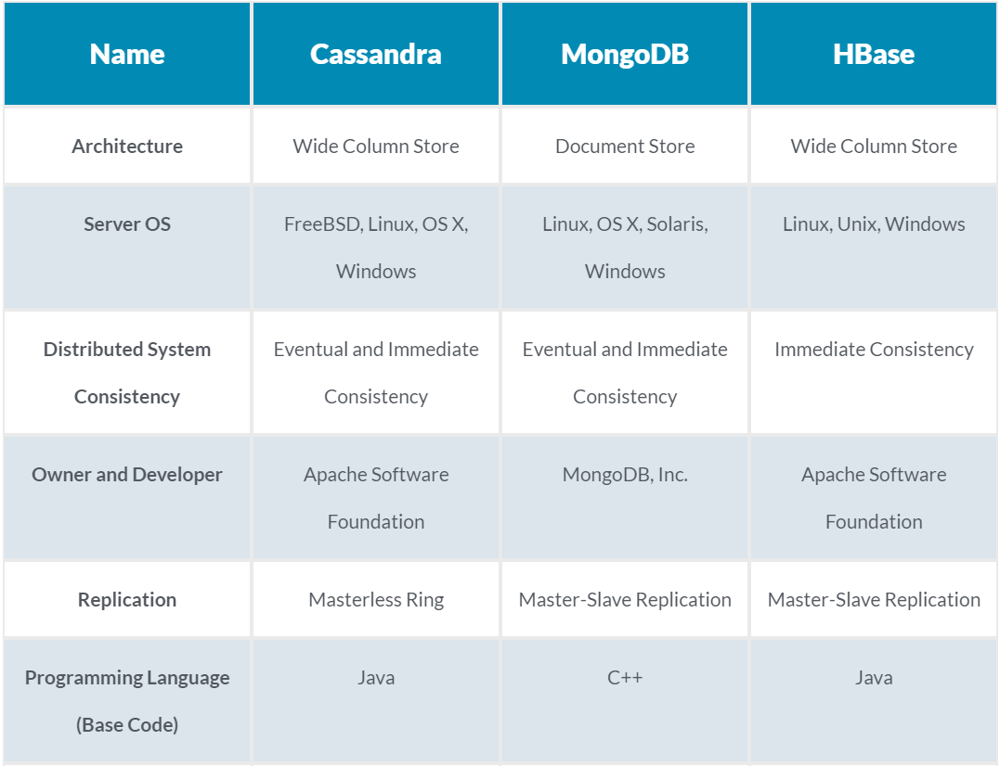 Name Cassandra MongoDB HBase
Architecture Wide Column Store Document Store Wide Column Store
Server OS FreeBSD, Linux, OS X, Linux, OS X, Solaris, Linux, Unix, Windows
Windows Windows
Distributed System Eventual and Immediate Eventual and Immediate Immediate Consistency
Consistency Consistency Consistency
Owner and Developer Apache Software MongoDB, Inc. Apache Software
Foundation Foundation
Replication Masterless Ring Master-Slave Replication Master-Slave Replication
Programming Language Java C++ Java
(Base Code)